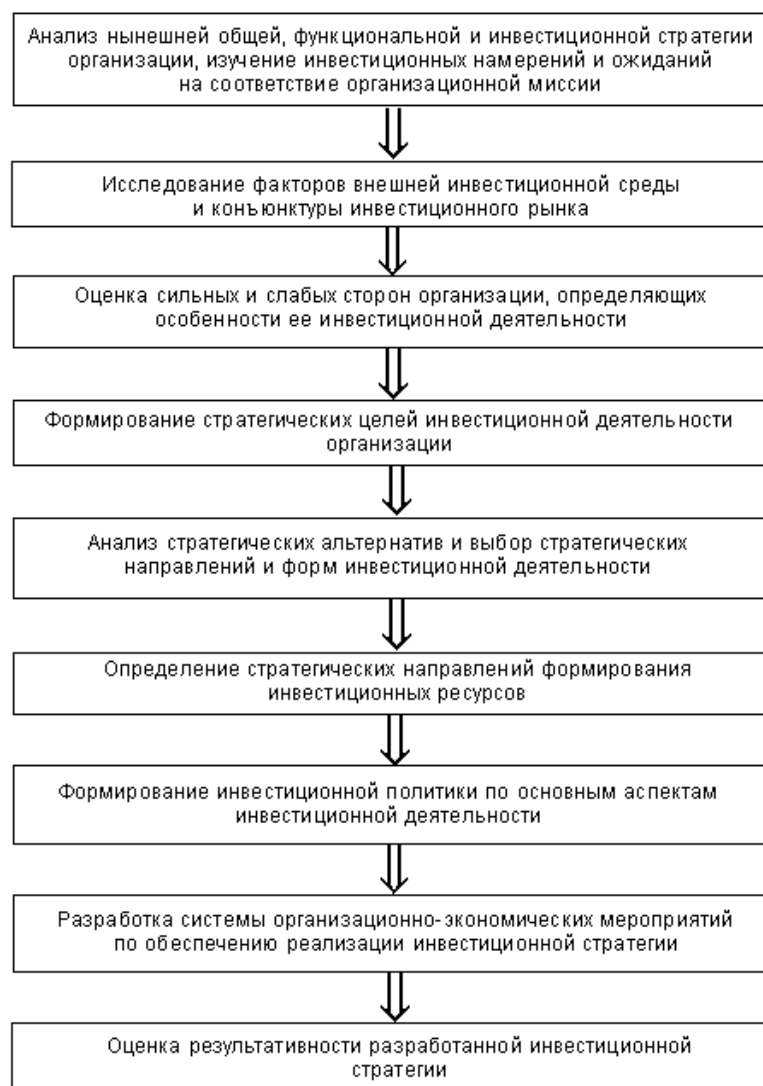 Анализ нынешней общей, функциональной и инвестиционной стратегии
организации, изучение инвестиционных намерений и ожиданий
на соответствие организационной миссии
Исследование факторов внешней инвестиционной среды
и конъюнктуры инвестиционного рынка
Оценка сильных и слабых сторон организации, определяющих
особенности ее инвестиционной деятельности
Формирование стратегических целей инвестиционной деятельности
организации
Анализ стратегических альтернатив и выбор стратегических
направлений и форм инвестиционной деятельности
Определение стратегических направлений формирования
инвестиционных ресурсов
Формирование инвестиционной политики по основным аспектам
инвестиционной деятельности
Разработка системы организационно-экономических мероприятий
по обеспечению реализации инвестиционной стратегии
Оценка результативности разработанной инвестиционной
стратегии